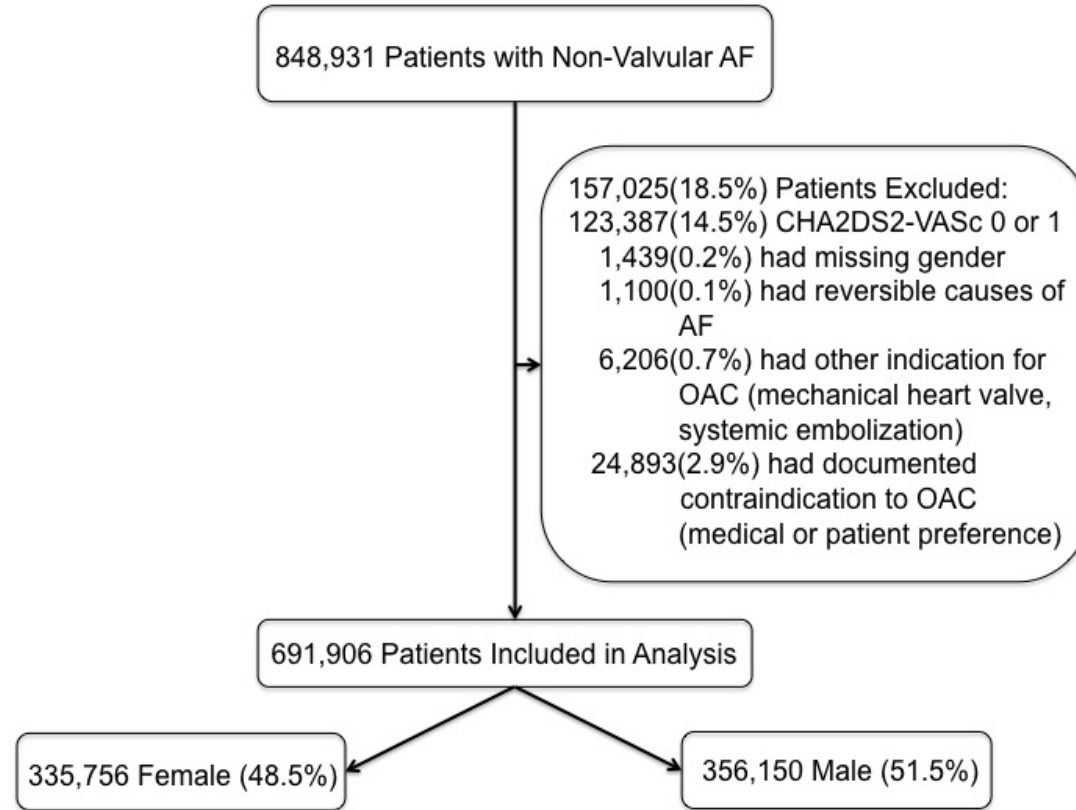 848,931 Patients with Non-Valvular AF
157,025(18.5%) Patients Excluded:
123,387(14.5%) CHA2DS2-VASc 0 or 1
1,439(0.2%) had missing gender
1,100(0.1%) had reversible causes of
AF
6,206(0.7%) had other indication for
OAC (mechanical heart valve,
systemic embolization)
24,893(2.9%) had documented
contraindication to OAC
(medical or patient preference)
691,906 Patients Included in Analysis
335,756 Female (48.5%)
356,150 Male (51.5%)